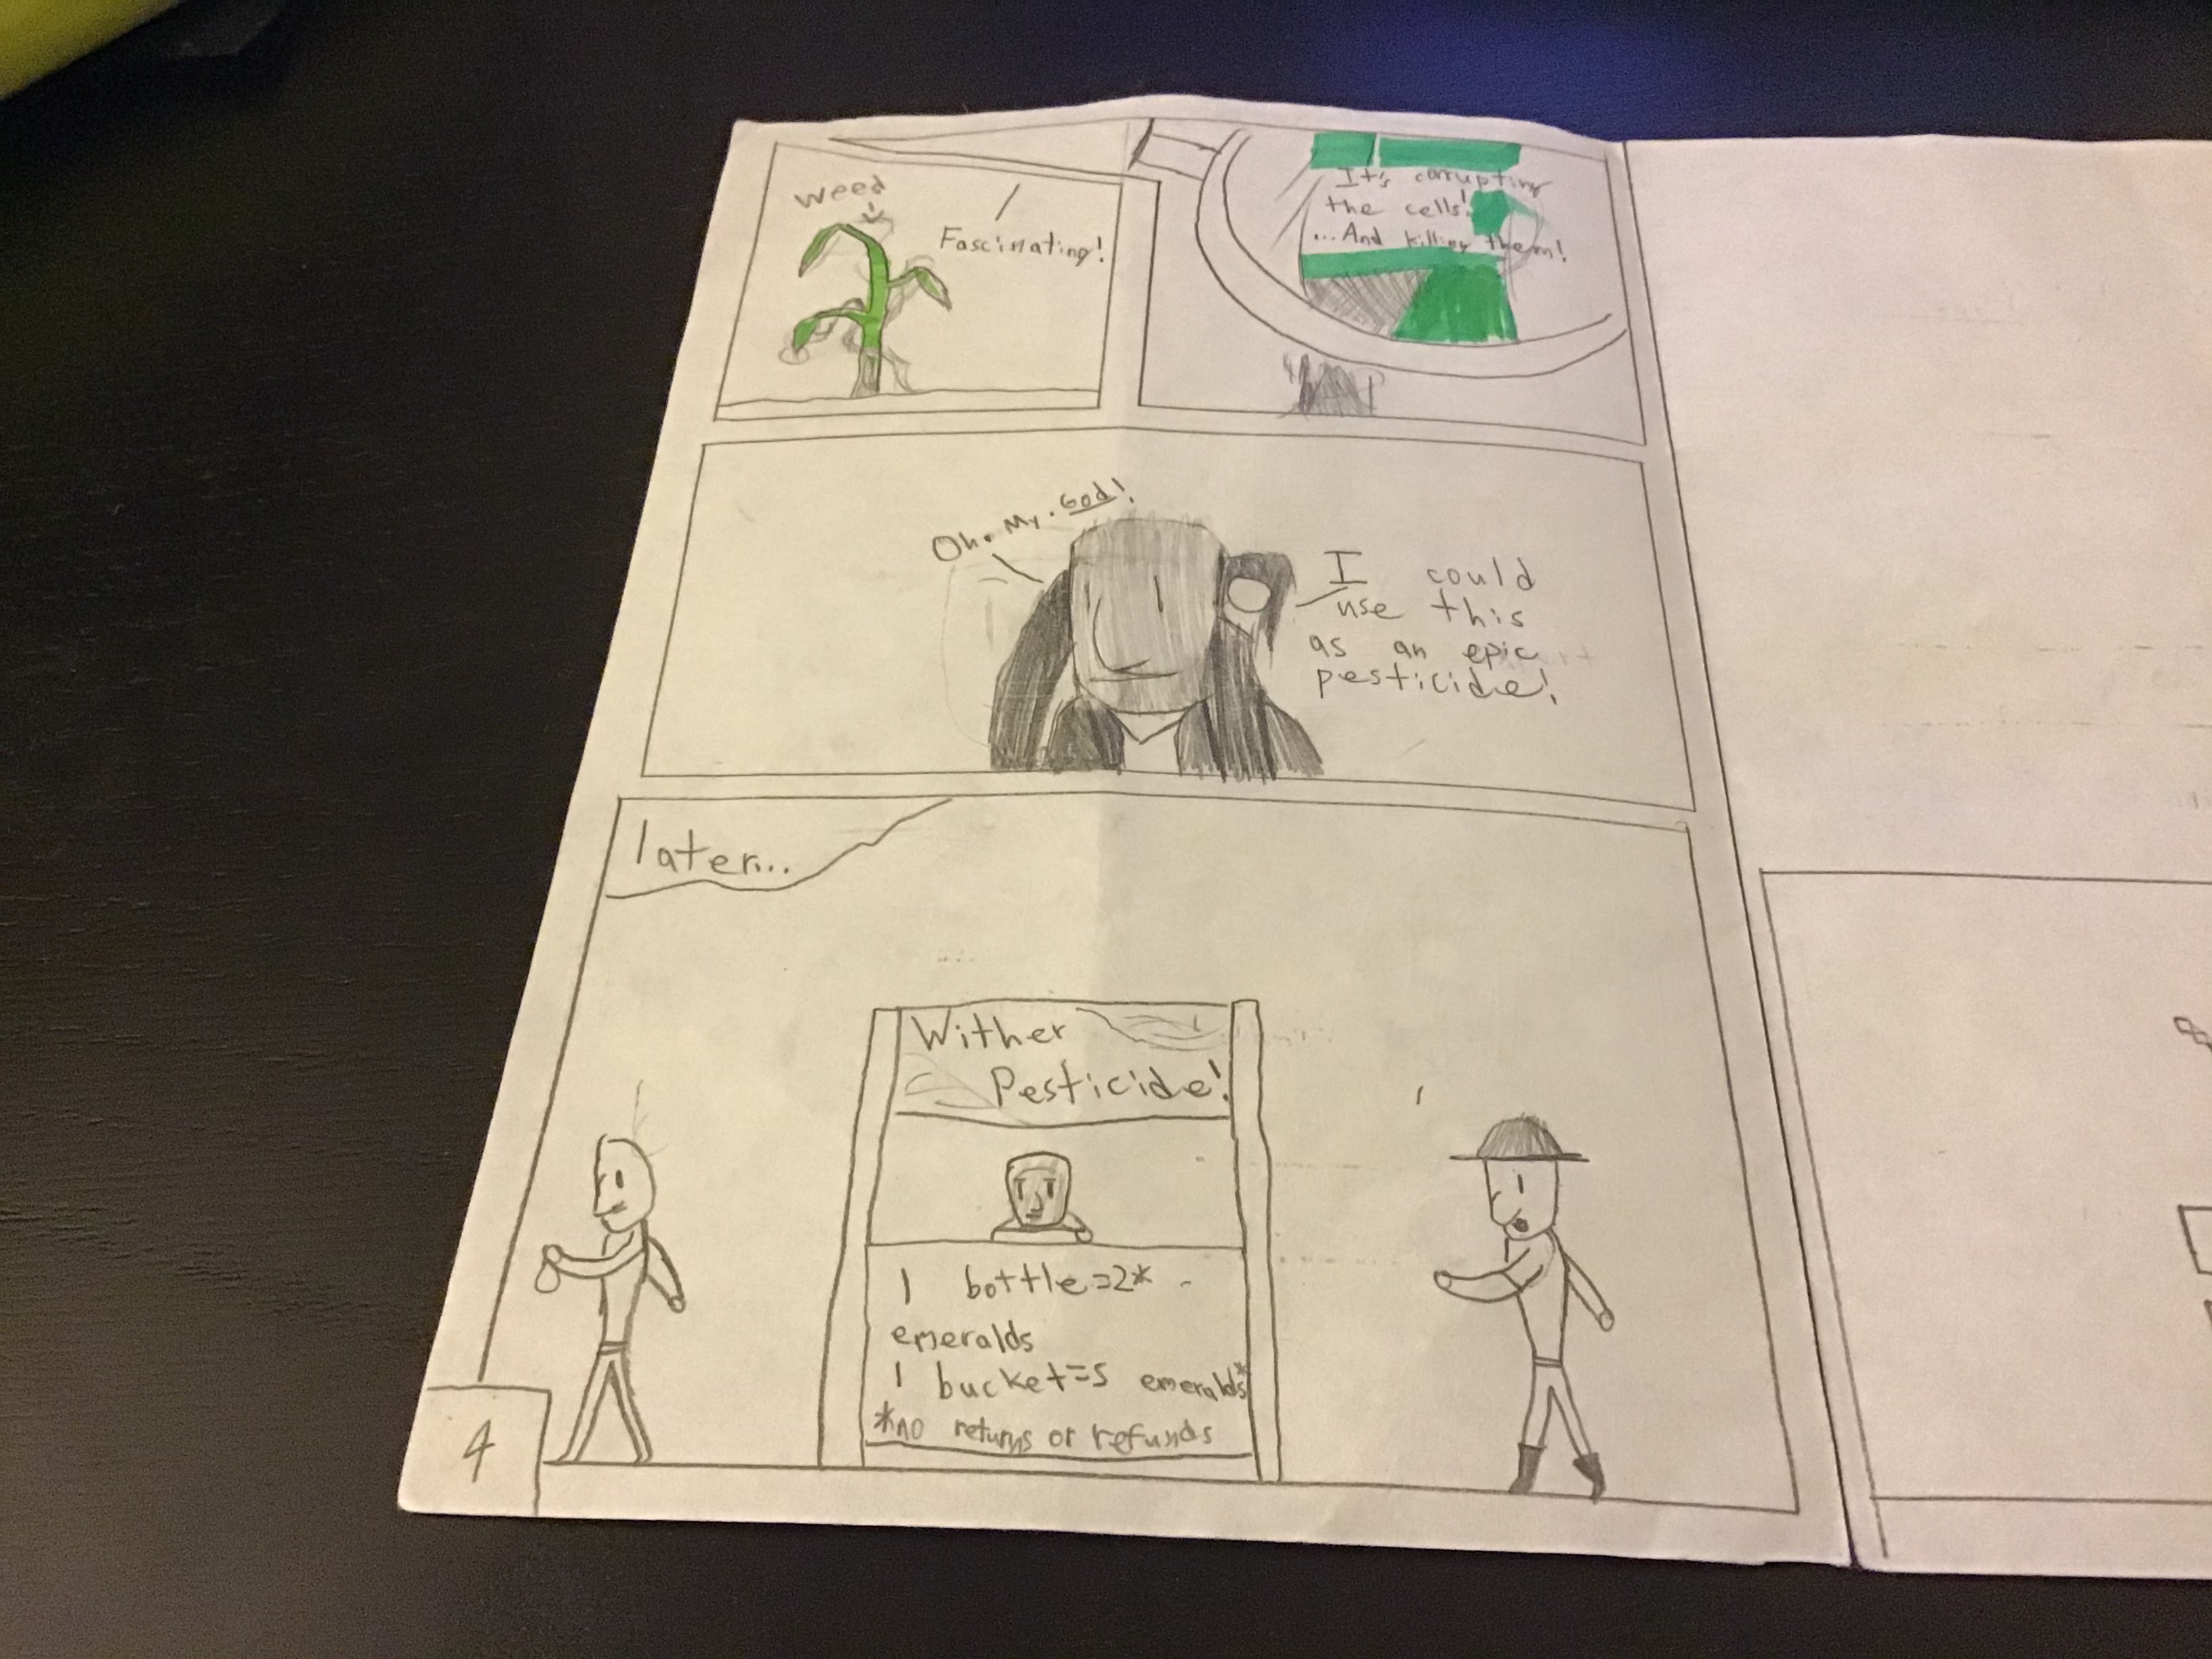 weed
Fascinating!
It's corrupting
the cells!
...And killing them!
Oh. My. God!
I could
use this
as an epic
pesticide!
later...
Wither
Pesticide!
1 bottle=2*
emeralds
1 bucket=5 emeralds*
*no returns or refunds
4